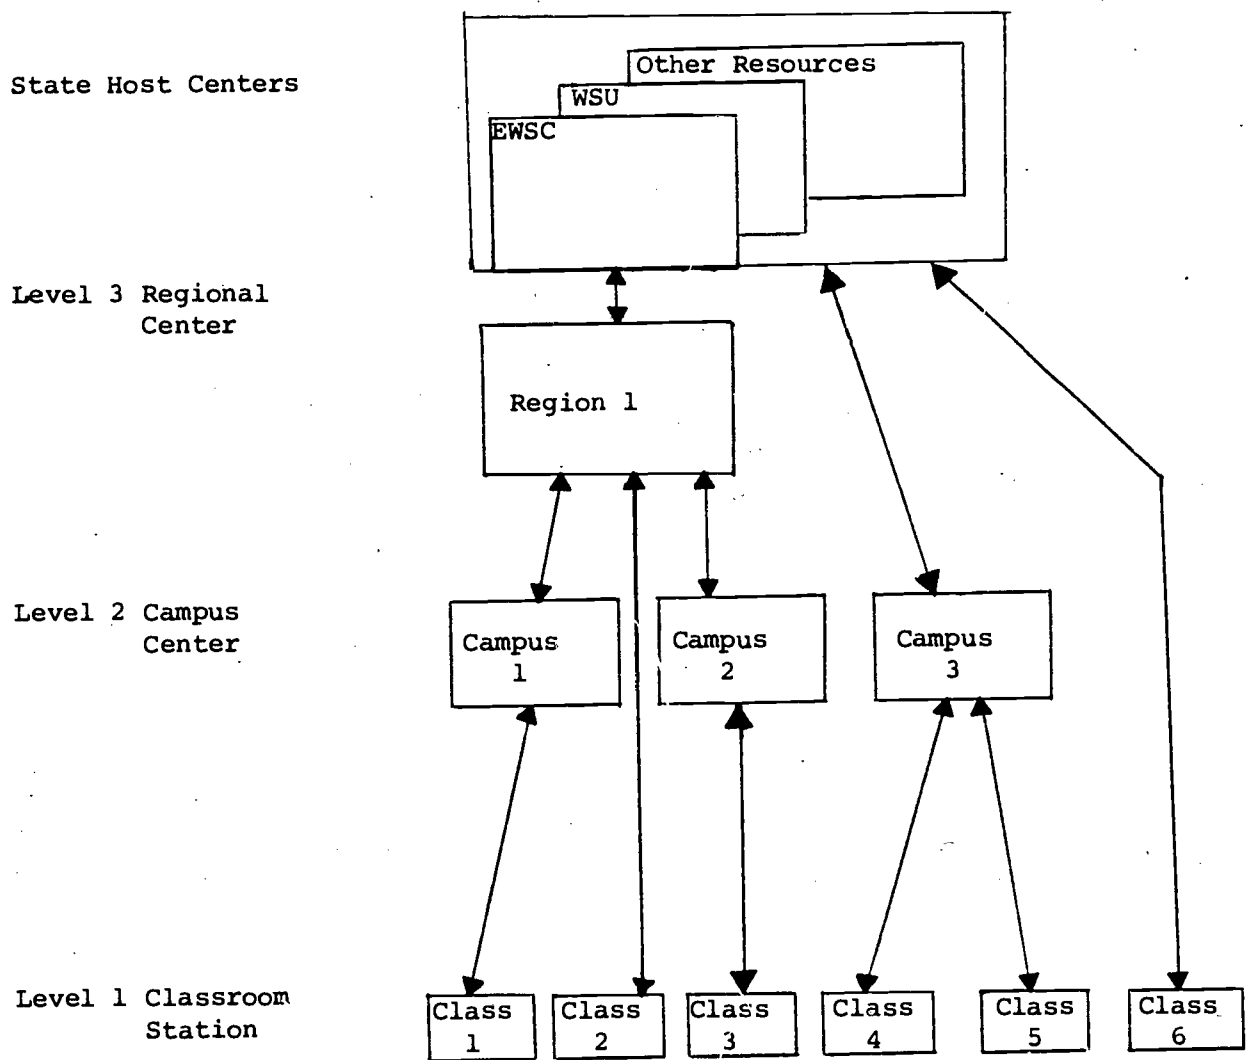 State Host Centers
Other Resources
WSU
EWSC
Level 3 Regional
Center
Region 1
Level 2 Campus
Center
Campus
1
Campus
2
Campus
3
Level 1 Classroom
Station
Class
1
Class
2
Class
3
Class
4
Class
5
Class
6